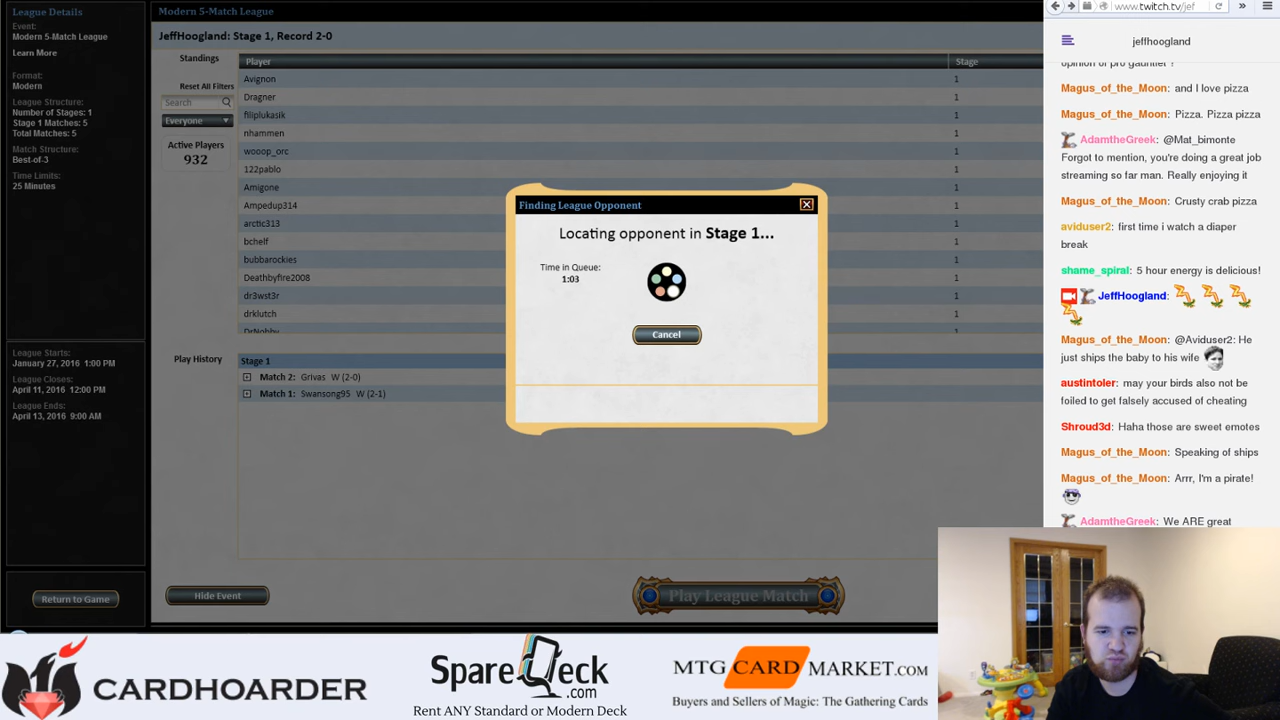 League Details
Event:
Modern 5-Match League
Learn More
Format:
Modern
League Structure:
Number of Stages: 1
Stage 1 Matches: 5
Total Matches: 5
Match Structure:
Best-of-3
Time Limits:
25 Minutes
League Starts:
January 27, 2016 1:00 PM
League Closes:
April 11, 2016 12:00 PM
League Ends:
April 13, 2016 9:00 AM
Return to Game
Modern 5-Match League
JeffHoogland: Stage 1, Record 2-0
Standings
Reset All Filters
Search
Everyone
Active Players
932
Player Stage
Avignon 1
Dragner 1
filiplukasik 1
nhammen 1
wooop_orc 1
122pablo 1
Amigone 1
Ampedup314 1
arctic313 1
bchelf 1
bubbarockies 1
Deathbyfire2008 1
dr3wst3r 1
drklutch 1
DrNobby 1
Play History
Stage 1
Match 2: Grivas W (2-0)
Match 1: Swansong95 W (2-1)
Hide Event
Play League Match
Finding League Opponent
Locating opponent in Stage 1...
Time in Queue:
1:03
Cancel
www.twitch.tv/jef
jeffhoogland
opinion of pro gauntlet ?
Magus_of_the_Moon: and I love pizza
Magus_of_the_Moon: Pizza. Pizza pizza
AdamtheGreek: @Mat_bimonte
Forgot to mention, you're doing a great job
streaming so far man. Really enjoying it
Magus_of_the_Moon: Crusty crab pizza
aviduser2: first time i watch a diaper
break
shame_spiral: 5 hour energy is delicious!
JeffHoogland:
Magus_of_the_Moon: @Aviduser2: He
just ships the baby to his wife
austintoler: may your birds also not be
foiled to get falsely accused of cheating
Shroud3d: Haha those are sweet emotes
Magus_of_the_Moon: Speaking of ships
Magus_of_the_Moon: Arrr, I'm a pirate!
AdamtheGreek: We ARE great
CARDHOARDER
SpareDeck
.com
Rent ANY Standard or Modern Deck
MTG CARD MARKET.COM
Buyers and Sellers of Magic: The Gathering Cards